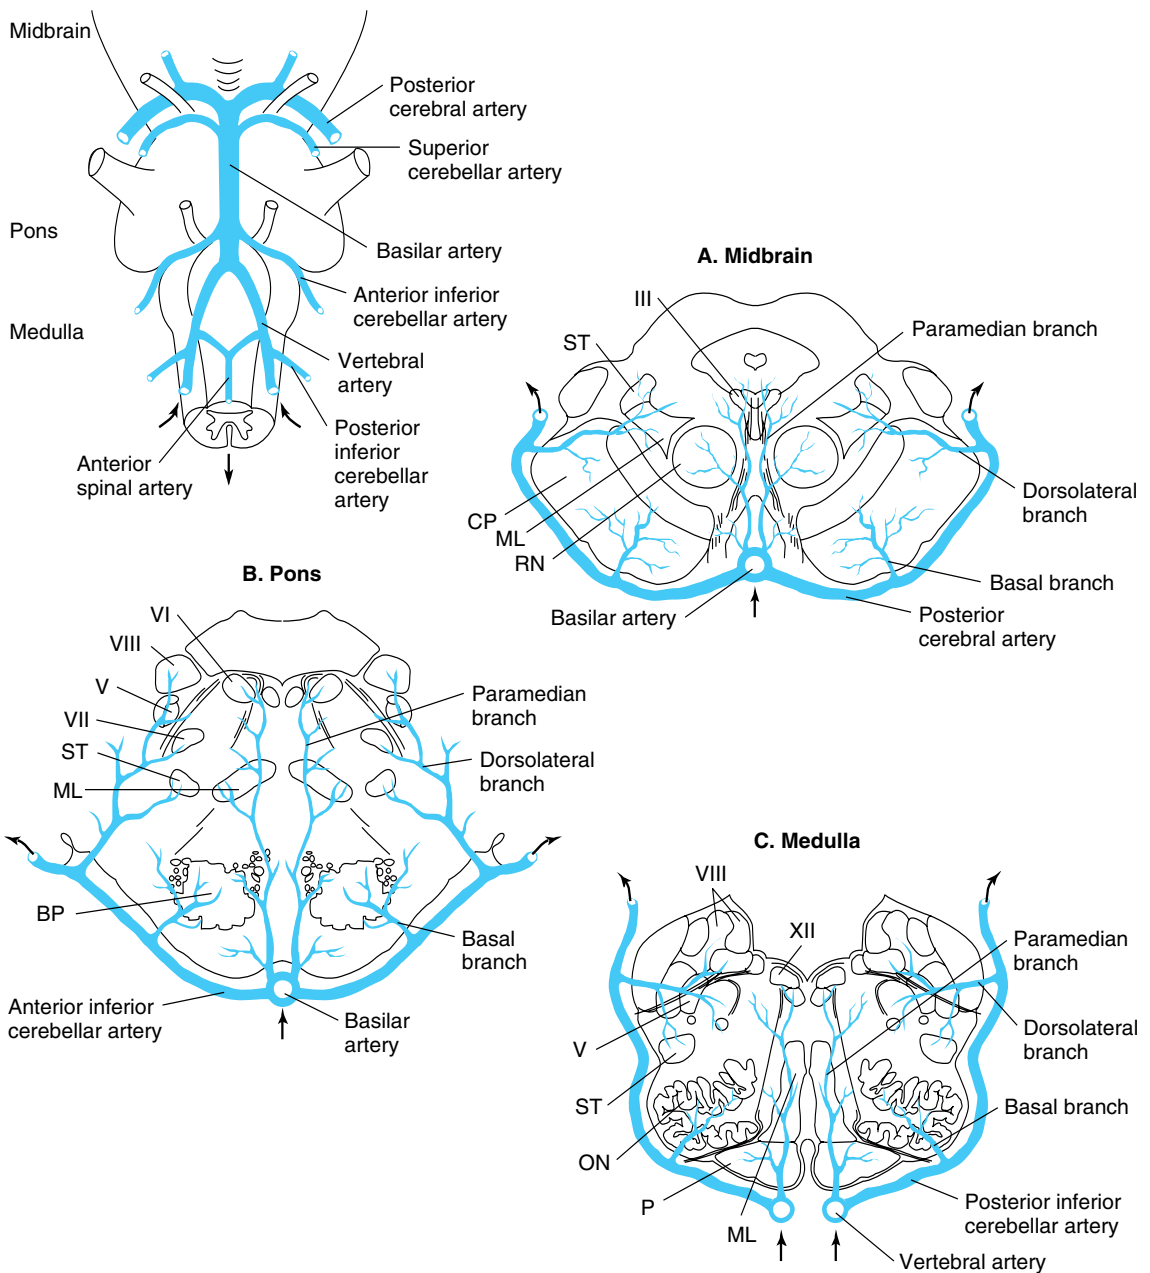 Midbrain
Posterior
cerebral artery
Superior
cerebellar artery
Pons
Basilar artery
Anterior inferior
cerebellar artery
Medulla
Vertebral
artery
Posterior
inferior
cerebellar
artery
Anterior
spinal artery
A. Midbrain
III
ST
Paramedian branch
CP
ML
RN
Dorsolateral
branch
Basal branch
Basilar artery
Posterior
cerebral artery
B. Pons
VI
VIII
V
VII
ST
ML
BP
Paramedian
branch
Dorsolateral
branch
Basal
branch
Anterior inferior
cerebellar artery
Basilar
artery
C. Medulla
VIII
XII
Paramedian
branch
V
Dorsolateral
branch
ST
Basal branch
ON
P
ML
Posterior inferior
cerebellar artery
Vertebral artery